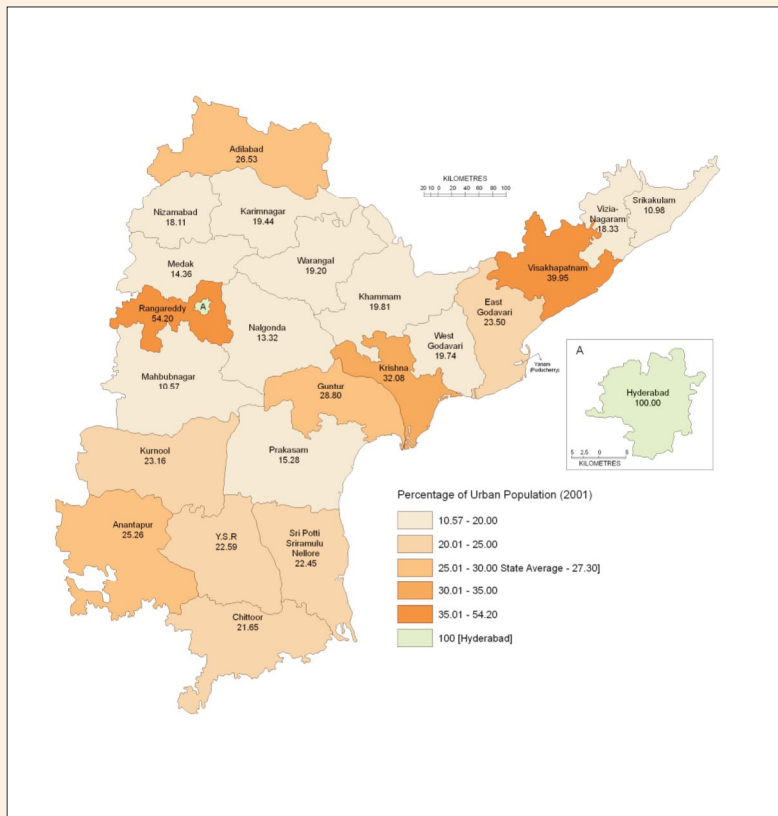 Adilabad
26.53
KILOMETRES
20 10 0 20 40 60 80 100
Nizamabad
18.11
Karimnagar
19.44
Vizia-
Nagaram
18.33
Srikakulam
10.98
Medak
14.36
Warangal
19.20
Visakhapatnam
39.95
Rangareddy
54.20
A
Khammam
19.81
East
Godavari
23.50
Nalgonda
13.32
West
Godavari
19.74
Yanam
(Puducherry)
Mahbubnagar
10.57
Krishna
32.08
Guntur
28.80
A
Hyderabad
100.00
5 2.5 0 5
KILOMETRES
Kurnool
23.16
Prakasam
15.28
Anantapur
25.26
Y.S.R
22.59
Sri Potti
Sriramulu
Nellore
22.45
Chittoor
21.65
Percentage of Urban Population (2001)
10.57 - 20.00
20.01 - 25.00
25.01 - 30.00 State Average - 27.30]
30.01 - 35.00
35.01 - 54.20
100 [Hyderabad]